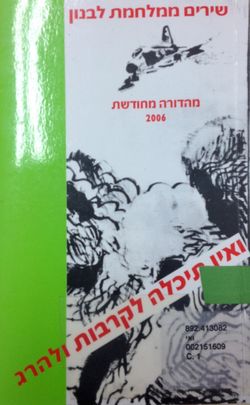 שירים ממלחמת לבנון
מהדורה מחודשת
2006
ואין תיכלה לקרבות ולהרג
892.413082
ואי
002151609
C. 1